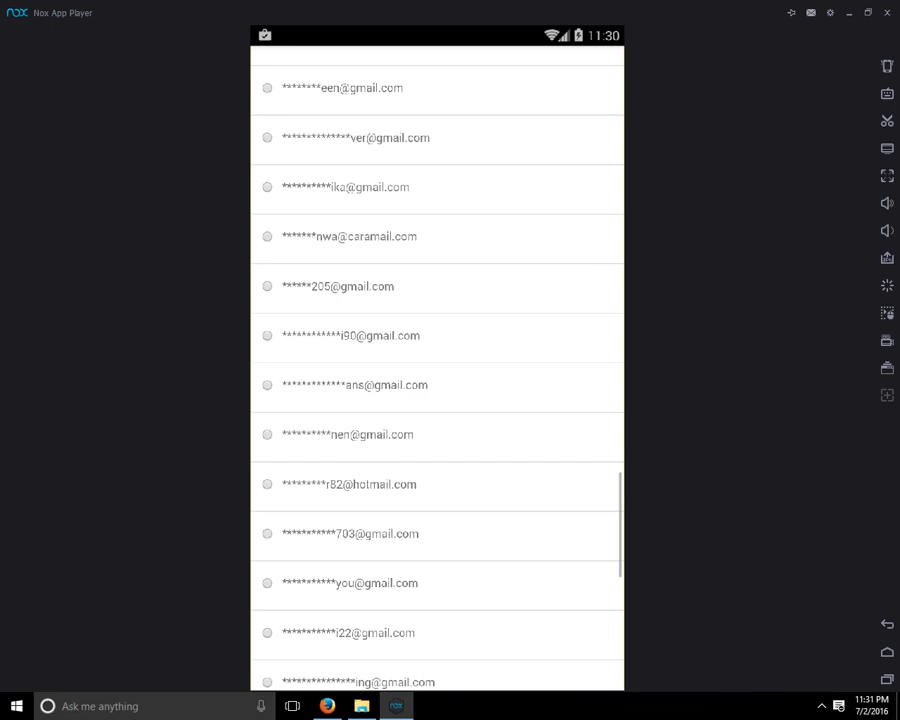 nox Nox App Player
11:30
********een@gmail.com
**************ver@gmail.com
**********ika@gmail.com
*******nwa@caramail.com
******205@gmail.com
************i90@gmail.com
*************ans@gmail.com
**********nen@gmail.com
*********r82@hotmail.com
***********703@gmail.com
***********you@gmail.com
***********i22@gmail.com
***************ing@gmail.com
Ask me anything
nox
11:31 PM
7/2/2016